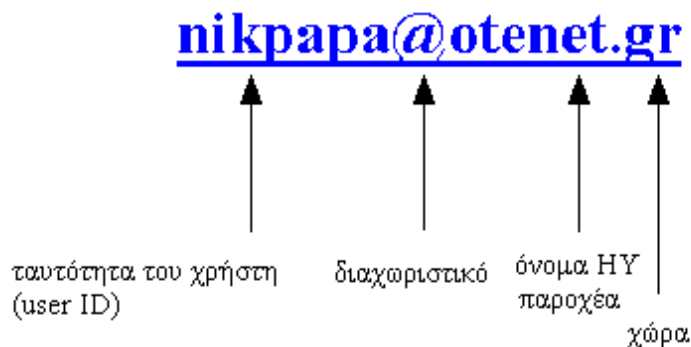 nikpapa@otenet.gr
ταυτότητα του χρήστη
(user ID)
διαχωριστικό
όνομα ΗΥ
παροχέα
χώρα